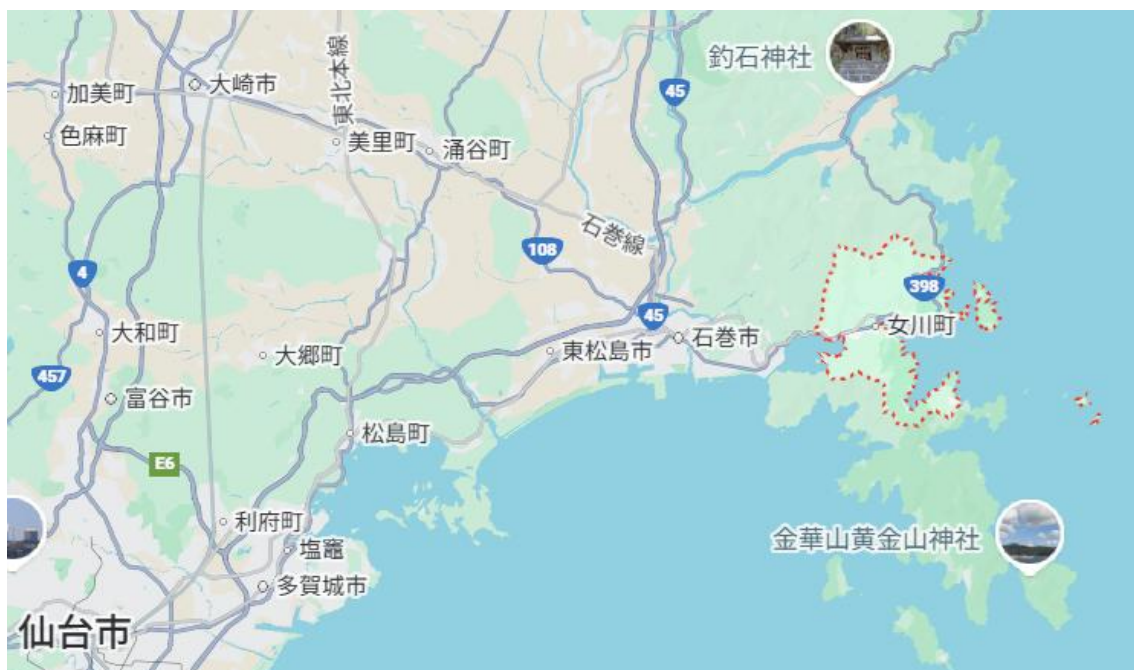 釣石神社
東北本線
大崎市
加美町
45
色麻町
美里町
涌谷町
石巻線
108
4
398
45
女川町
大和町
石巻市
東松島市
大郷町
457
富谷市
松島町
E6
利府町
金華山黄金山神社
塩竈
多賀城市
仙台市